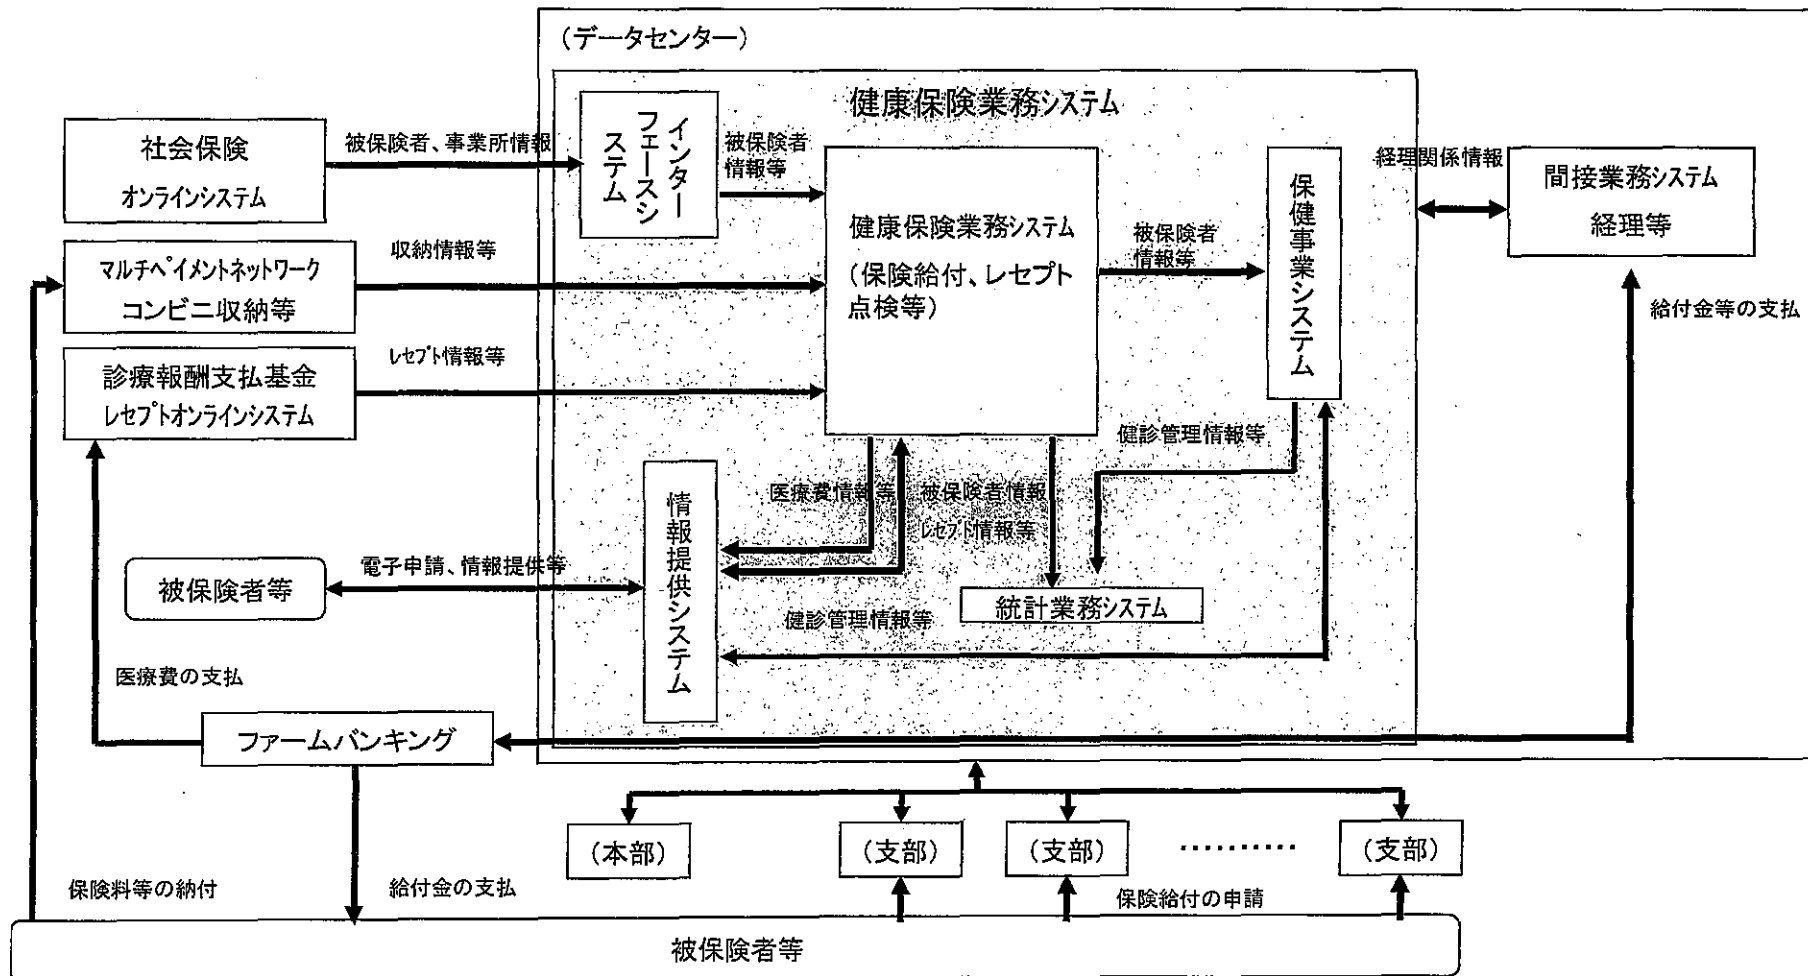 (データセンター)
健康保険業務システム
社会保険
オンラインシステム
被保険者、事業所情報
インター
フェースシ
ステム
被保険者
情報等
健康保険業務システム
(保険給付、レセプト
点検等)
被保険者
情報等
保健事業システム
経理関係情報
間接業務システム
経理等
マルチペイメントネットワーク
コンビニ収納等
収納情報等
給付金等の支払
診療報酬支払基金
レセプトオンラインシステム
レセプト情報等
健診管理情報等
情報提供システム
医療費情報等
被保険者情報
レセプト情報等
被保険者等
電子申請、情報提供等
統計業務システム
健診管理情報等
医療費の支払
ファームバンキング
(本部)
(支部)
(支部)
………
(支部)
保険料等の納付
給付金の支払
保険給付の申請
被保険者等